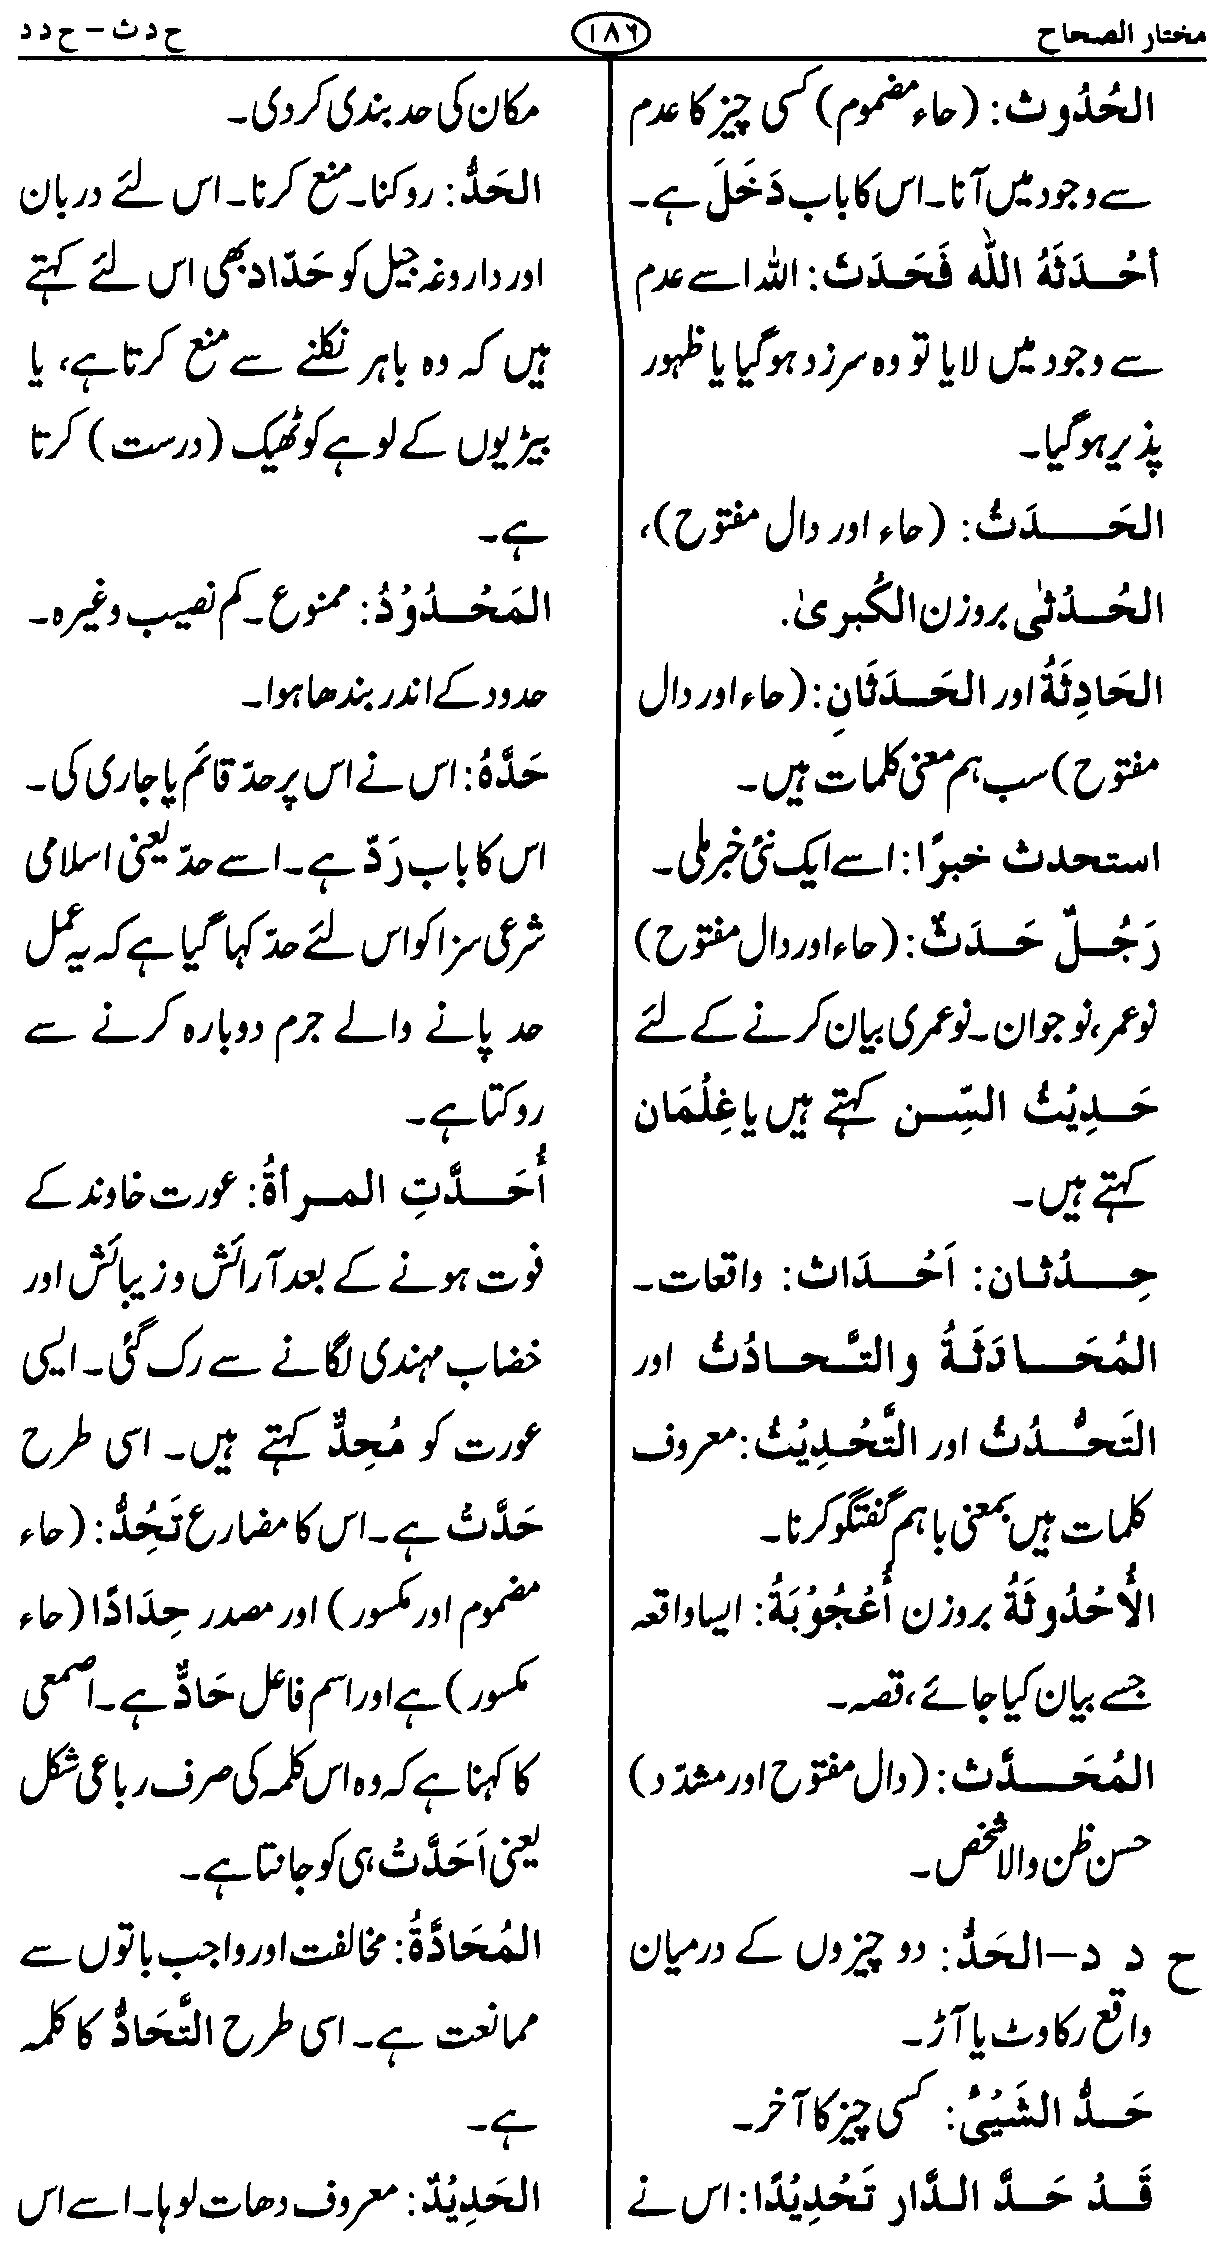 مختار الصحاح
١٨٦
ح د ث – ح د د
الحُدُوث: (حاء مضموم) کسی چیز کا عدم
سے وجود میں آنا۔ اس کا باب دَخَلَ ہے۔
أحْدَثَهُ الله فَحَدَثَ: اللہ اسے عدم
سے وجود میں لایا تو وہ سرزد ہو گیا یا ظہور
پذیر ہو گیا۔
الحَدَثُ: (حاء اور دال مفتوح)،
الحُدْثٰی بروزن الکُبریٰ.
الحَادِثَةُ اور الحَدَثَانِ: (حاء اور دال
مفتوح) سب ہم معنی کلمات ہیں۔
استحدث خبرًا: اسے ایک نئی خبر ملی۔
رَجُلٌ حَدَثٌ: (حاء اور دال مفتوح)
نوعمر، نوجوان۔ نوعمری بیان کرنے کے لئے
حَدِیْثُ السِّن کہتے ہیں یا غِلْمَان
کہتے ہیں۔
حِدْثان: اَحْدَاث: واقعات۔
المُحَادَثَةُ والتَّحادُثُ اور
التَحدُّثُ اور التَّحْدِیْثُ: معروف
کلمات ہیں بمعنی باہم گفتگو کرنا۔
الأُحْدُوثَةُ بروزن أُعْجُوْبَةُ: ایسا واقعہ
جسے بیان کیا جائے، قصہ۔
المُحَدَّث: (دال مفتوح اور مشدّد)
حسن ظن والا شخص۔
ح د د – الحَدُّ: دو چیزوں کے درمیان
واقع رکاوٹ یا آڑ۔
حَدُّ الشَیْئُ: کسی چیز کا آخر۔
قَدْ حَدَّ الدَّار تَحْدِیْدًا: اس نے
مکان کی حد بندی کر دی۔
الحَدُّ: روکنا۔ منع کرنا۔ اس لئے دربان
اور داروغہ جیل کو حَدّاد بھی اس لئے کہتے
ہیں کہ وہ باہر نکلنے سے منع کرتا ہے، یا
بیڑیوں کے لوہے کو ٹھیک (درست) کرتا
ہے۔
المَحْدُوْدُ: ممنوع۔ کم نصیب وغیرہ۔
حدود کے اندر بندھا ہوا۔
حَدَّهُ: اس نے اس پر حدّ قائم یا جاری کی۔
اس کا باب رَدّ ہے۔ اسے حدّ یعنی اسلامی
شرعی سزا کو اس لئے حدّ کہا گیا ہے کہ یہ عمل
حد پانے والے جرم دوبارہ کرنے سے
روکتا ہے۔
أُحَدَّتِ المرأةُ: عورت خاوند کے
فوت ہونے کے بعد آرائش و زیبائش اور
خضاب مہندی لگانے سے رک گئی۔ ایسی
عورت کو مُحِدٌّ کہتے ہیں۔ اسی طرح
حَدَّتْ ہے۔ اس کا مضارع تَحُِدُّ: (حاء
مضموم اور مکسور) اور مصدر حِدَادًا (حاء
مکسور) ہے اور اسم فاعل حَادٌّ ہے۔ اصمعی
کا کہنا ہے کہ وہ اس کلمہ کی صرف رباعی شکل
یعنی اَحَدَّتْ ہی کو جانتا ہے۔
المُحَادَّةُ: مخالفت اور واجب باتوں سے
ممانعت ہے۔ اسی طرح التَّحَادُّ کا کلمہ
ہے۔
الحَدِیْدُ: معروف دھات لوہا۔ اسے اس